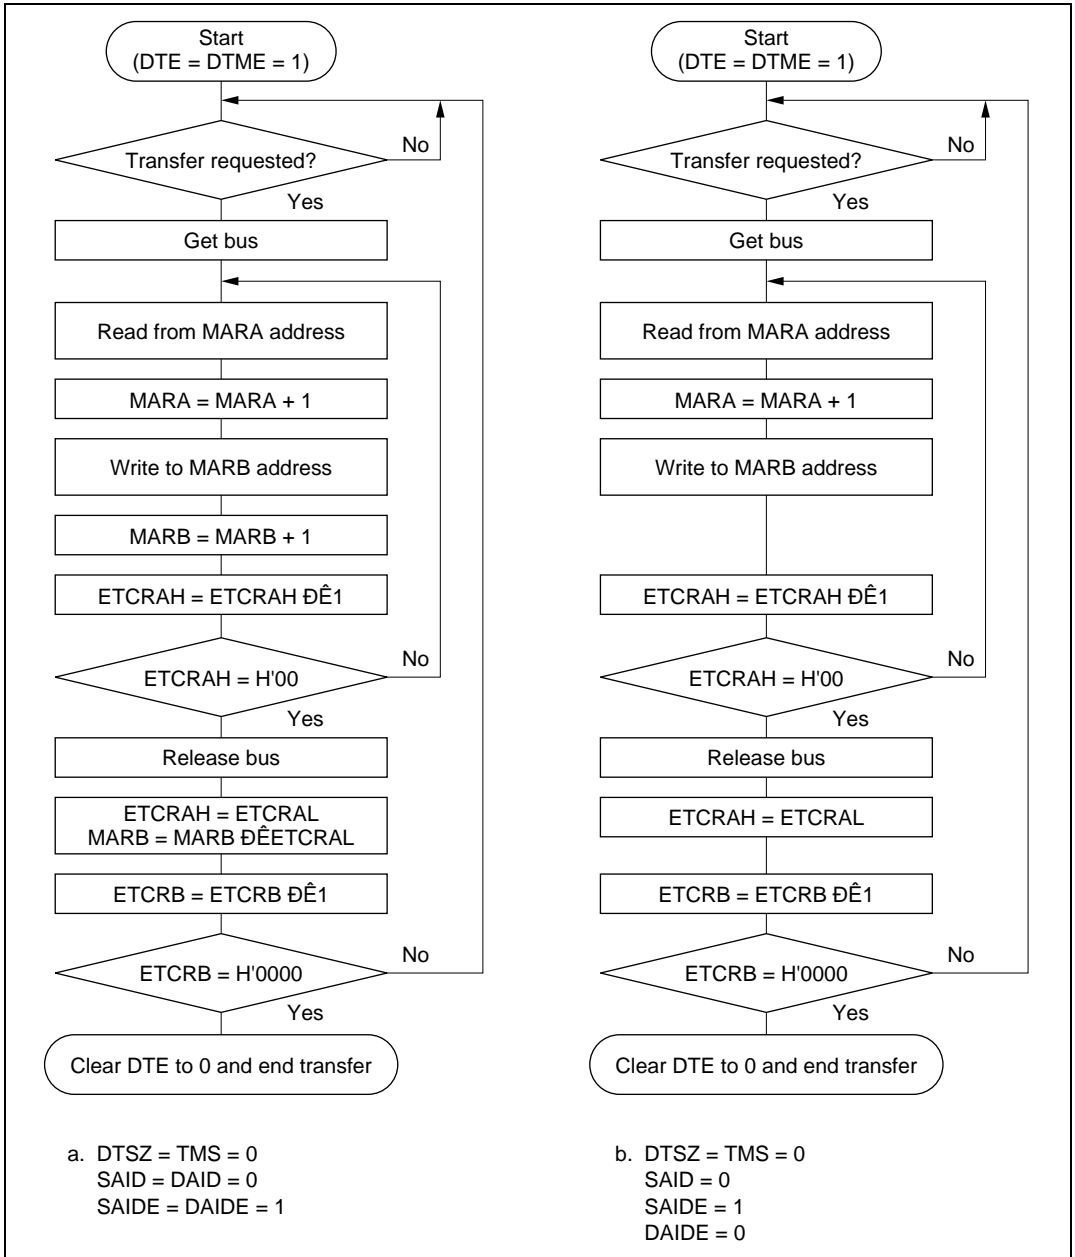 Start
(DTE = DTME = 1)
No
Transfer requested?
Yes
Get bus
Read from MARA address
MARA = MARA + 1
Write to MARB address
MARB = MARB + 1
ETCRAH = ETCRAH ÐÊ1
No
ETCRAH = H'00
Yes
Release bus
ETCRAH = ETCRAL
MARB = MARB ÐÊETCRAL
ETCRB = ETCRB ÐÊ1
No
ETCRB = H'0000
Yes
Clear DTE to 0 and end transfer
a. DTSZ = TMS = 0
SAID = DAID = 0
SAIDE = DAIDE = 1
Start
(DTE = DTME = 1)
No
Transfer requested?
Yes
Get bus
Read from MARA address
MARA = MARA + 1
Write to MARB address
ETCRAH = ETCRAH ÐÊ1
No
ETCRAH = H'00
Yes
Release bus
ETCRAH = ETCRAL
ETCRB = ETCRB ÐÊ1
No
ETCRB = H'0000
Yes
Clear DTE to 0 and end transfer
b. DTSZ = TMS = 0
SAID = 0
SAIDE = 1
DAIDE = 0